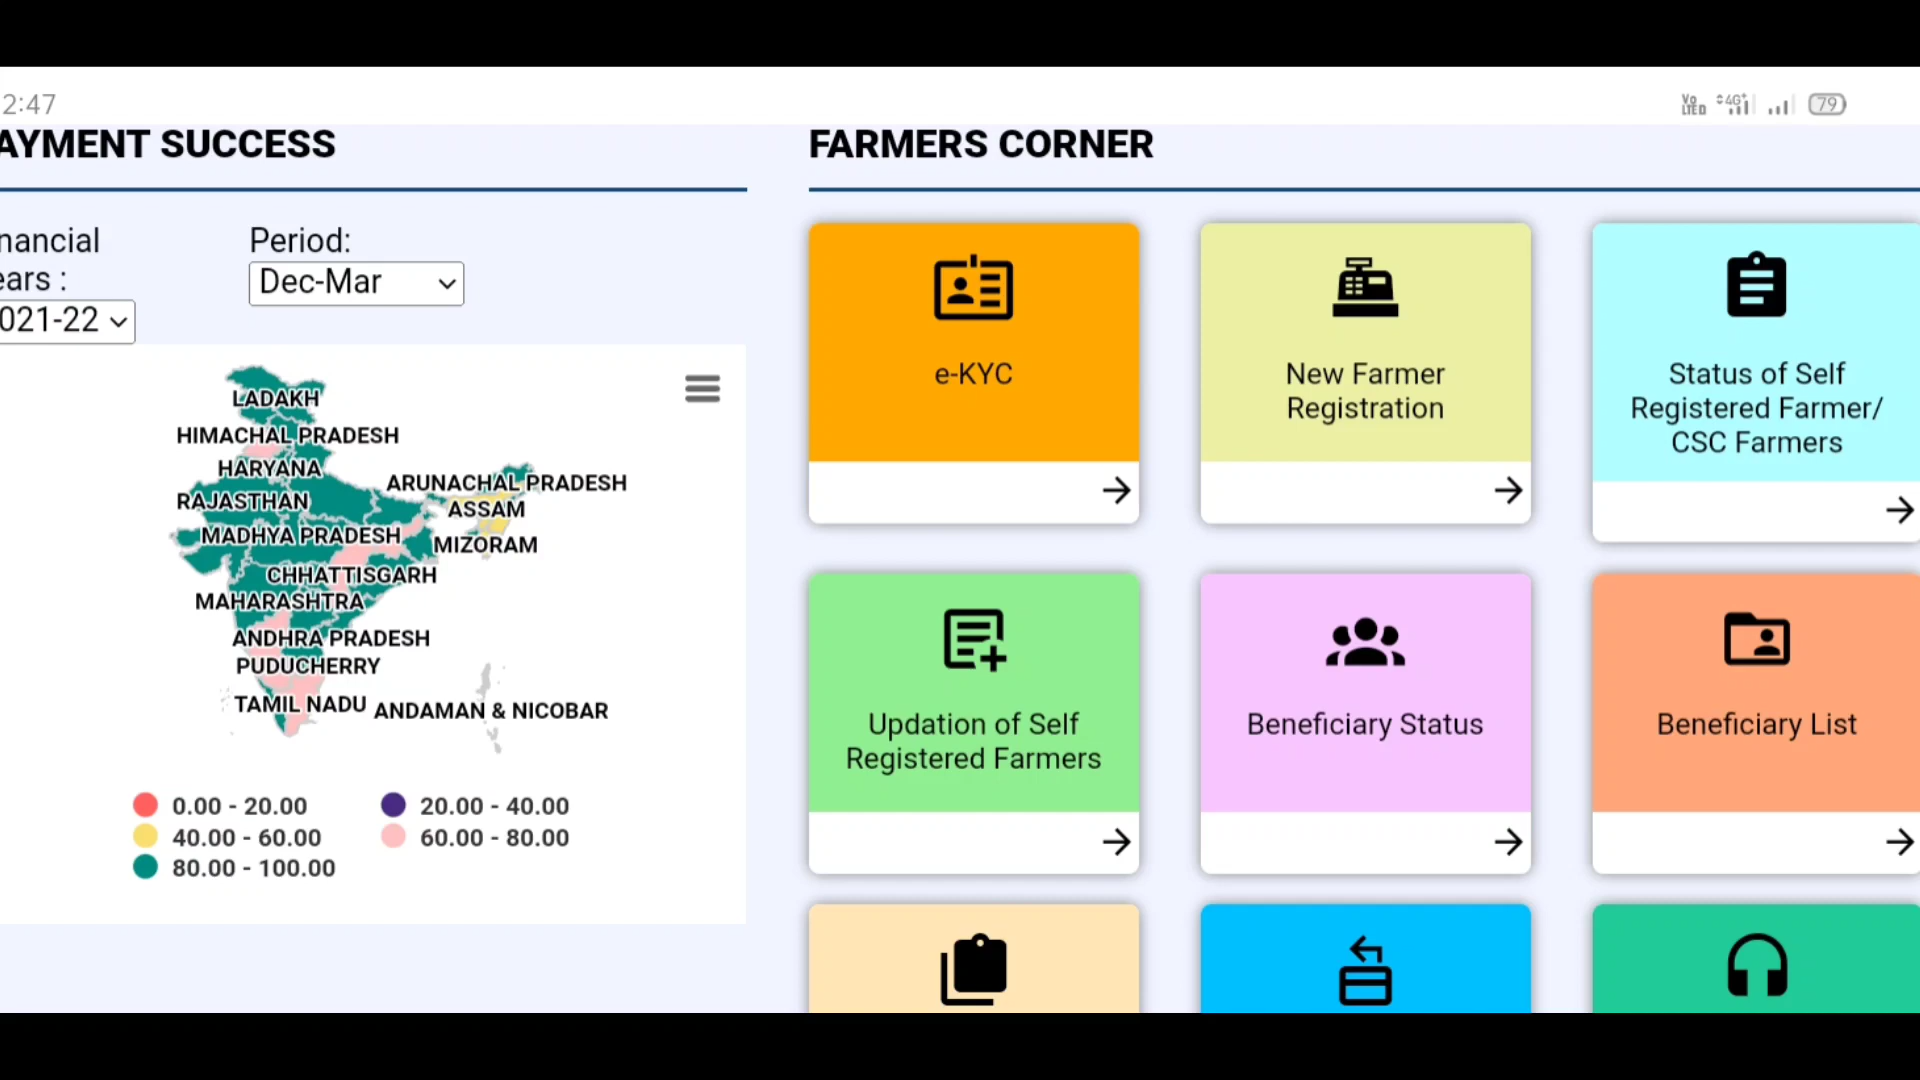 2:47
VoLTED 4G+ 79
AYMENT SUCCESS
nancial
ears :
021-22
Period:
Dec-Mar
LADAKH
HIMACHAL PRADESH
HARYANA
RAJASTHAN
ARUNACHAL PRADESH
ASSAM
MADHYA PRADESH
MIZORAM
CHHATTISGARH
MAHARASHTRA
ANDHRA PRADESH
PUDUCHERRY
TAMIL NADU
ANDAMAN & NICOBAR
0.00 - 20.00
20.00 - 40.00
40.00 - 60.00
60.00 - 80.00
80.00 - 100.00
FARMERS CORNER
e-KYC
New Farmer
Registration
Status of Self
Registered Farmer/
CSC Farmers
Updation of Self
Registered Farmers
Beneficiary Status
Beneficiary List